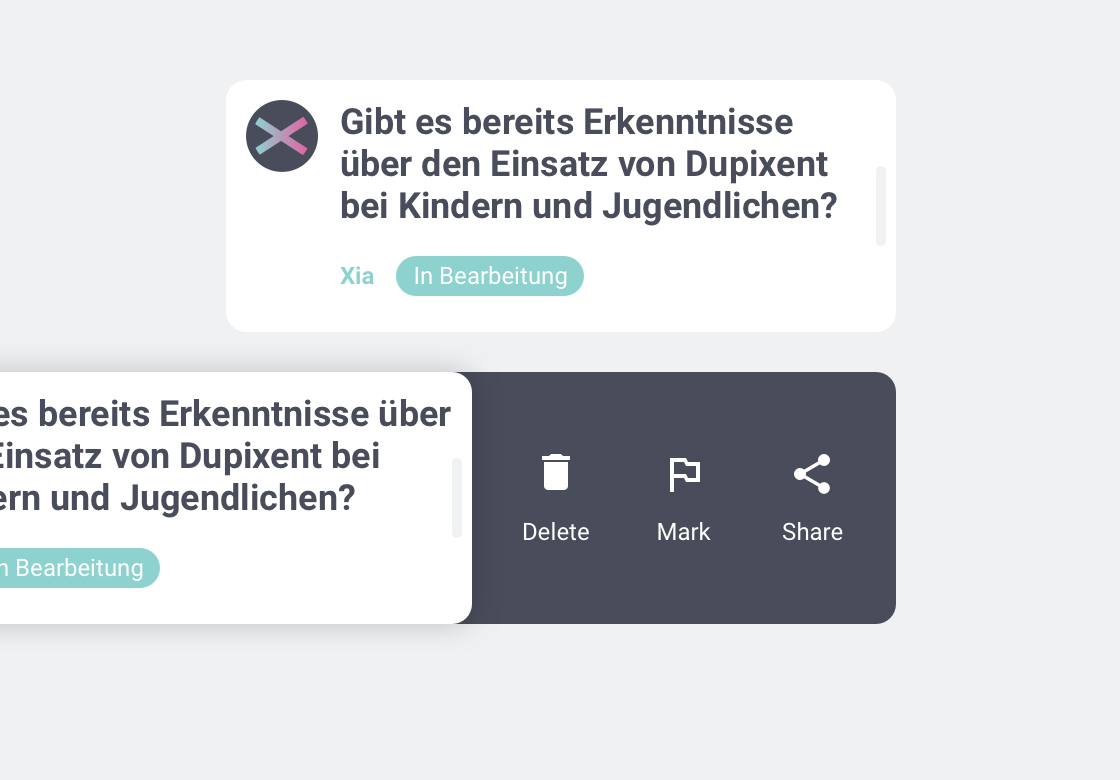 Gibt es bereits Erkenntnisse
über den Einsatz von Dupixent
bei Kindern und Jugendlichen?
Xia
In Bearbeitung
es bereits Erkenntnisse über
Einsatz von Dupixent bei
ern und Jugendlichen?
n Bearbeitung
Delete
Mark
Share